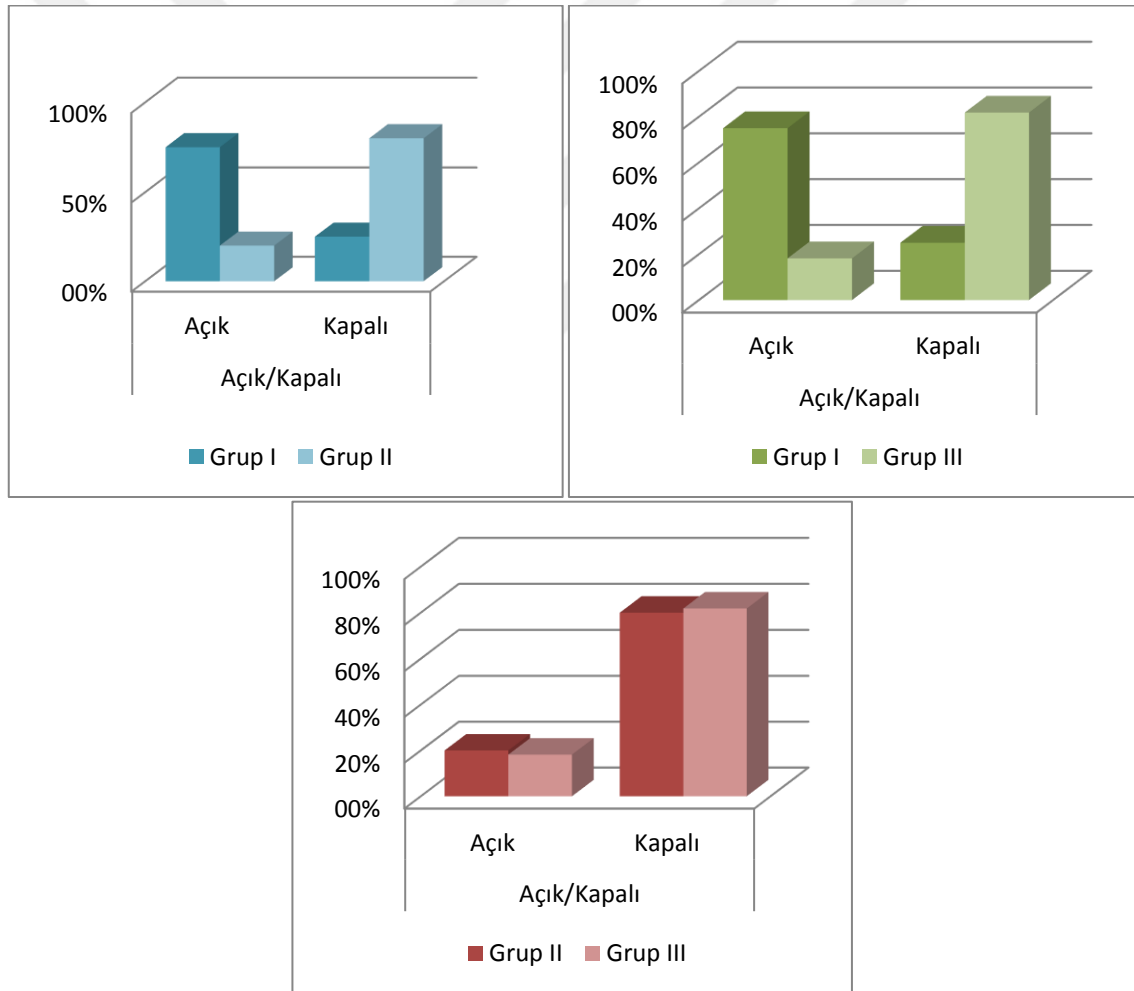 100%
50%
00%
Açık Kapalı
Açık/Kapalı
Grup I Grup II
100%
80%
60%
40%
20%
00%
Açık Kapalı
Açık/Kapalı
Grup I Grup III
100%
80%
60%
40%
20%
00%
Açık Kapalı
Açık/Kapalı
Grup II Grup III